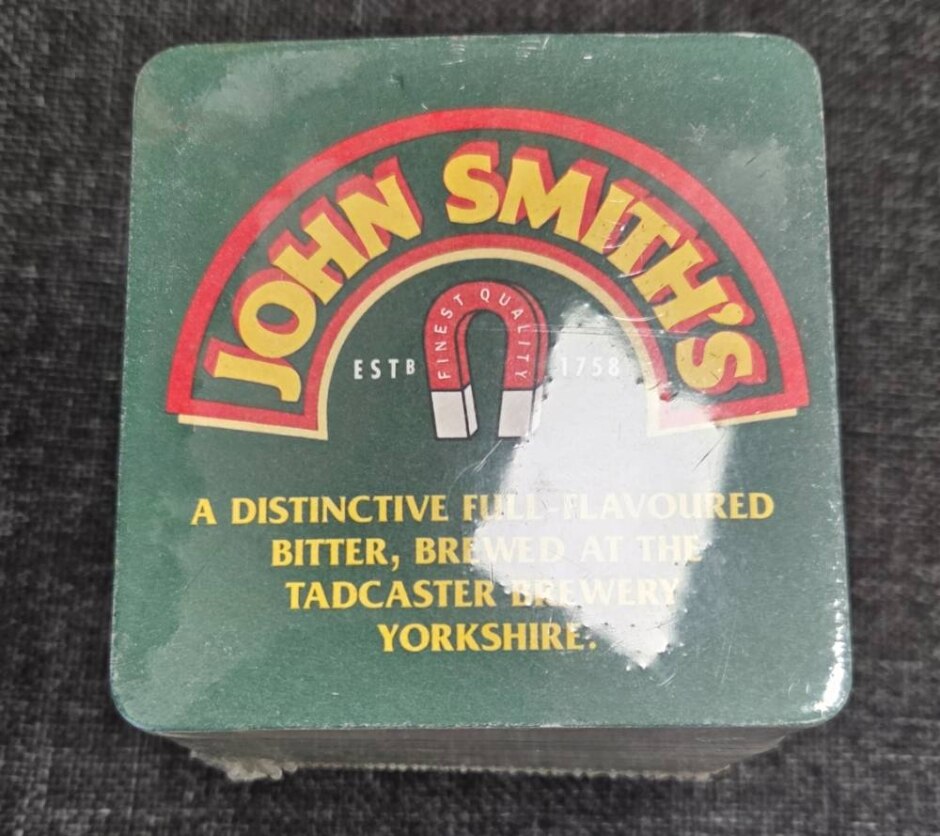 JOHN SMITH'S
FINEST QUALITY
ESTB 1758
A DISTINCTIVE FULL-FLAVOURED
BITTER, BREWED AT THE
TADCASTER BREWERY
YORKSHIRE.